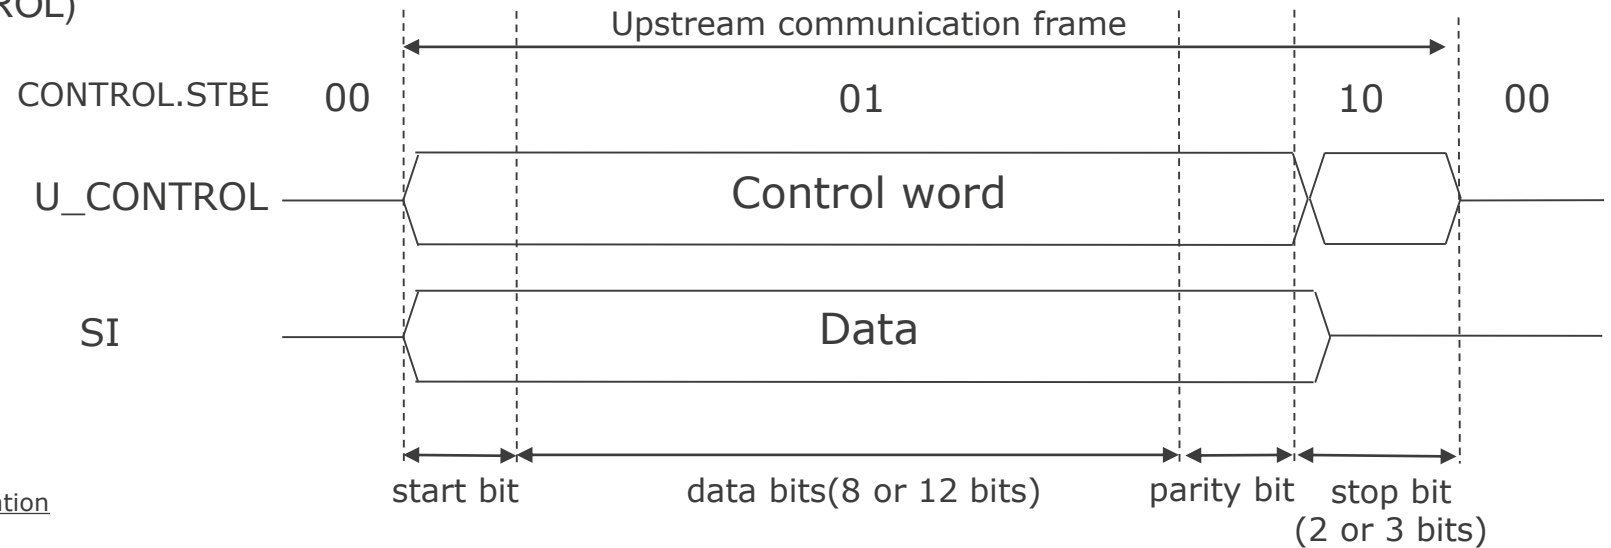 ROL)
Upstream communication frame
CONTROL.STBE 00 01 10 00
U_CONTROL Control word
SI Data
start bit data bits(8 or 12 bits) parity bit stop bit
(2 or 3 bits)